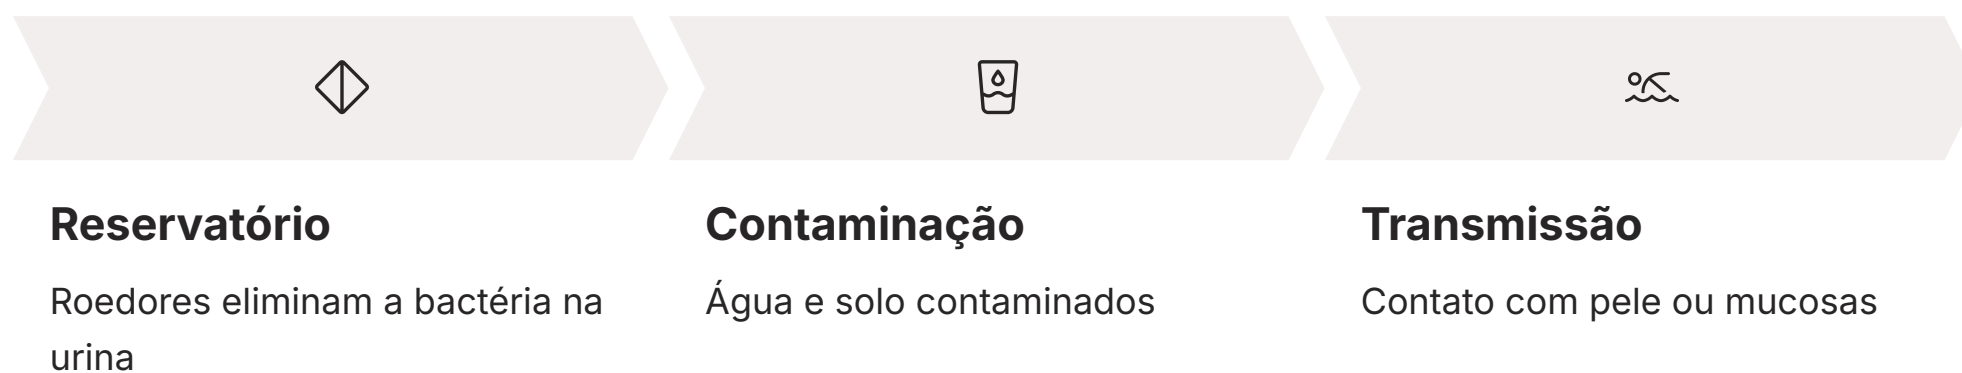 Reservatório
Roedores eliminam a bactéria na
urina
Contaminação
Água e solo contaminados
Transmissão
Contato com pele ou mucosas